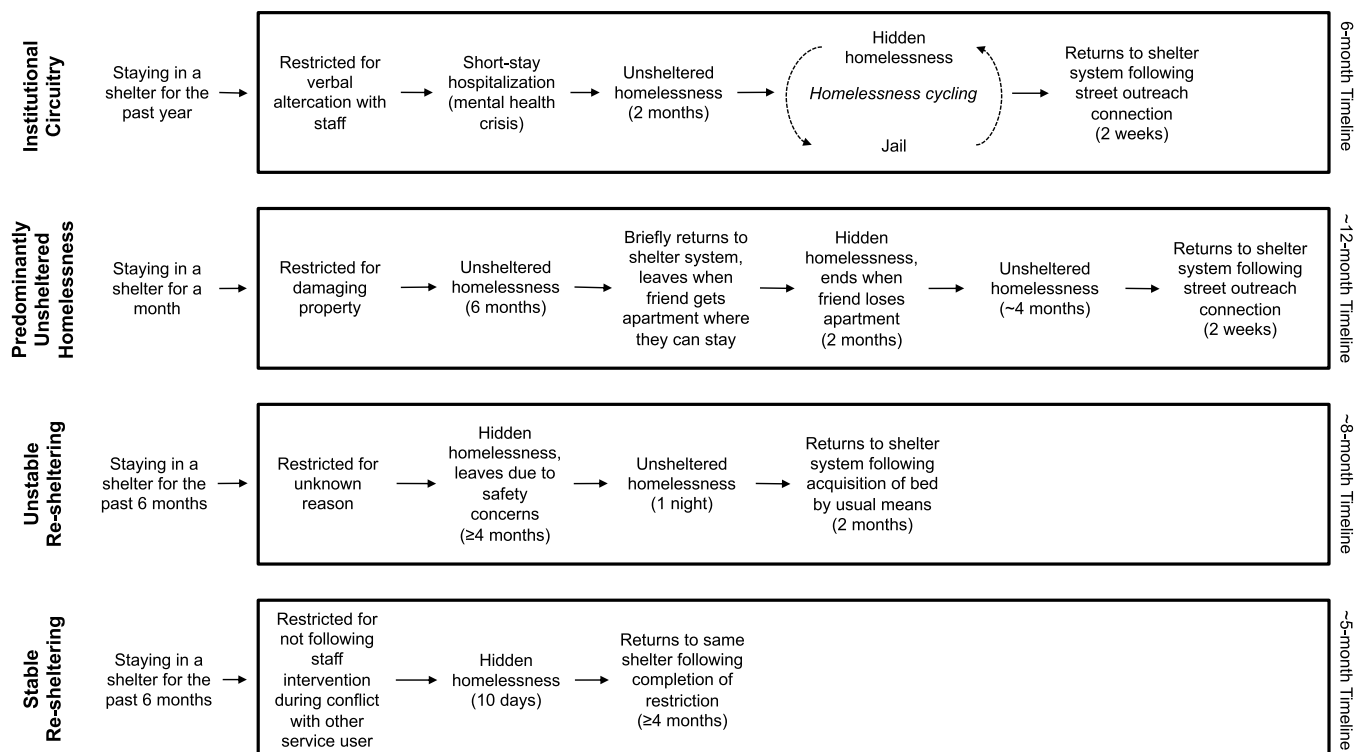 Institutional
Circuitry
Staying in a
shelter for the
past year
Restricted for
verbal
altercation with
staff
Short-stay
hospitalization
(mental health
crisis)
Unsheltered
homelessness
(2 months)
Hidden
homelessness
Homelessness cycling
Jail
Returns to shelter
system following
street outreach
connection
(2 weeks)
6-month Timeline
Predominantly
Unsheltered
Homelessness
Staying in a
shelter for a
month
Restricted for
damaging
property
Unsheltered
homelessness
(6 months)
Briefly returns to
shelter system,
leaves when
friend gets
apartment where
they can stay
Hidden
homelessness,
ends when
friend loses
apartment
(2 months)
Unsheltered
homelessness
(~4 months)
Returns to shelter
system following
street outreach
connection
(2 weeks)
~12-month Timeline
Unstable
Re-sheltering
Staying in a
shelter for the
past 6 months
Restricted for
unknown
reason
Hidden
homelessness,
leaves due to
safety
concerns
(≥4 months)
Unsheltered
homelessness
(1 night)
Returns to shelter
system following
acquisition of bed
by usual means
(2 months)
~8-month Timeline
Stable
Re-sheltering
Staying in a
shelter for the
past 6 months
Restricted for
not following
staff
intervention
during conflict
with other
service user
Hidden
homelessness
(10 days)
Returns to same
shelter following
completion of
restriction
(≥4 months)
~5-month Timeline